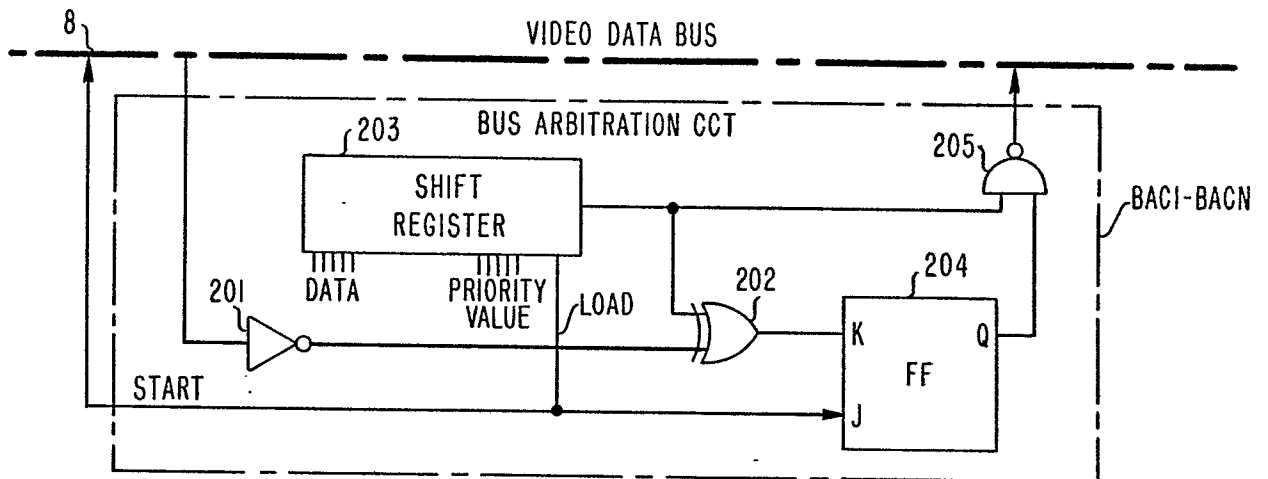 8
VIDEO DATA BUS
BUS ARBITRATION CCT
203
205
SHIFT
REGISTER
BAC1-BACN
204
202
201
DATA
PRIORITY
VALUE
LOAD
K
Q
FF
START
J